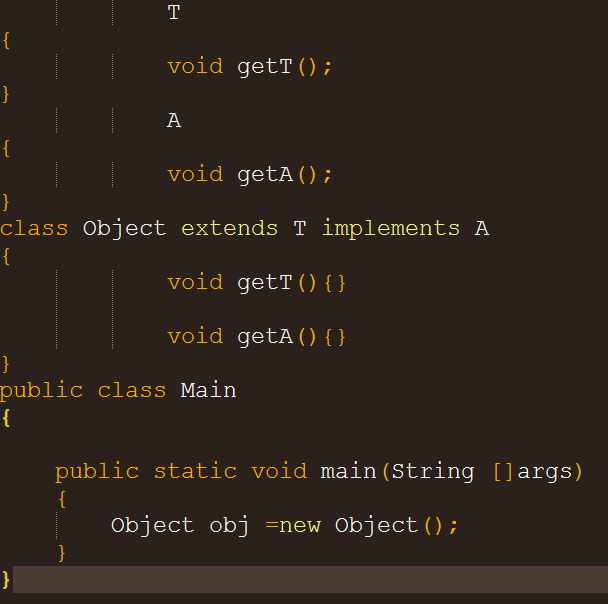 T
{
void getT();
}
A
{
void getA();
}
class Object extends T implements A
{
void getT(){}
void getA(){}
}
public class Main
{
public static void main(String []args)
{
Object obj =new Object();
}
}